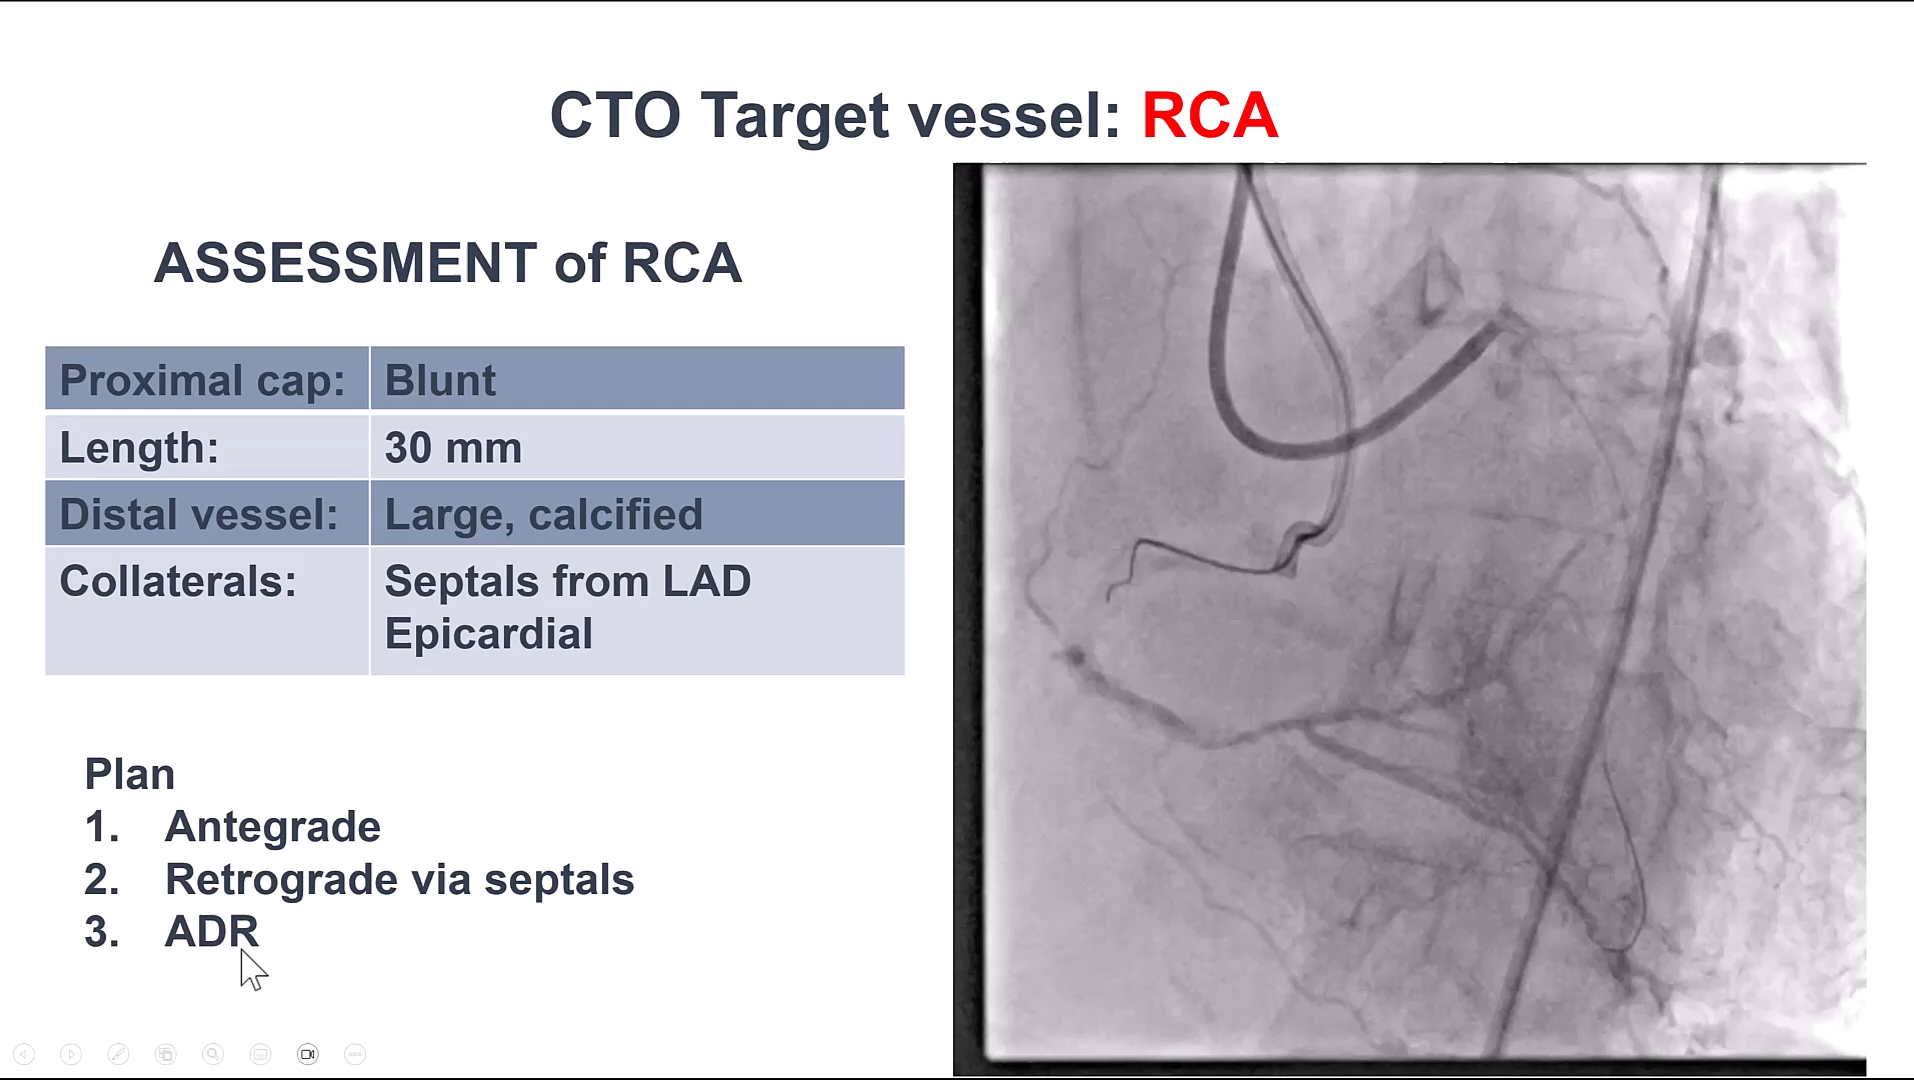 CTO Target vessel: RCA
ASSESSMENT of RCA
Proximal cap: Blunt
Length: 30 mm
Distal vessel: Large, calcified
Collaterals: Septals from LAD
Epicardial
Plan
1. Antegrade
2. Retrograde via septals
3. ADR